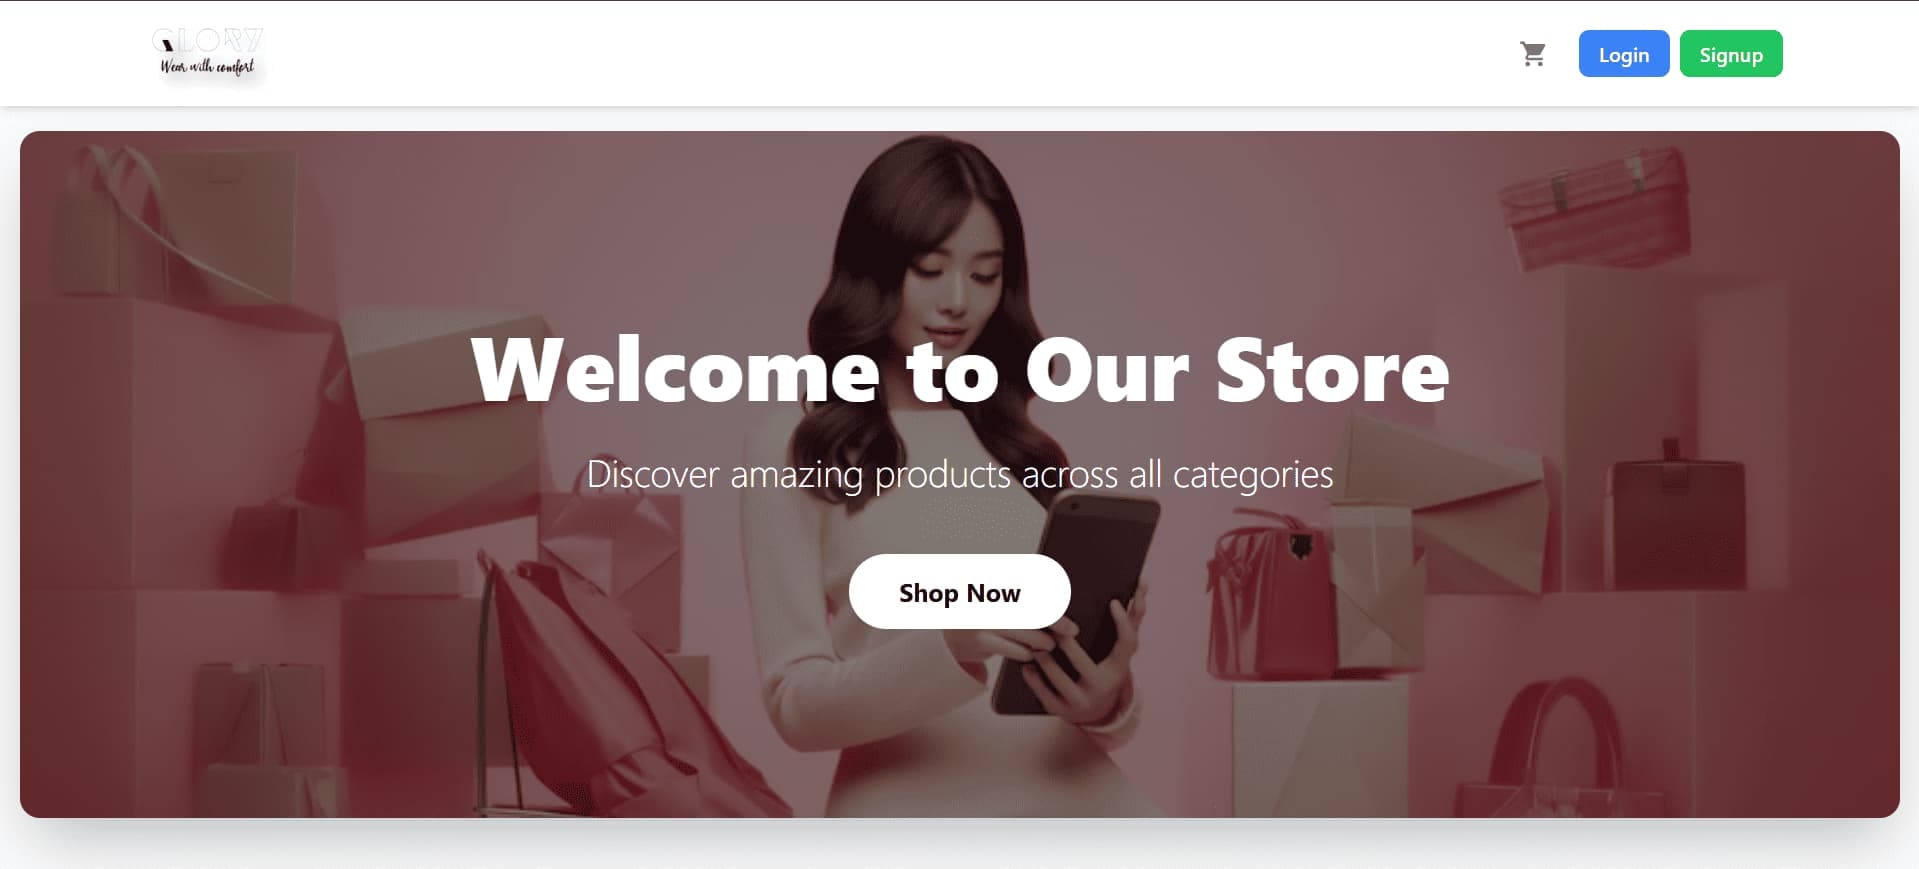 GLORY
Wear with comfort
Login
Signup
Welcome to Our Store
Discover amazing products across all categories
Shop Now